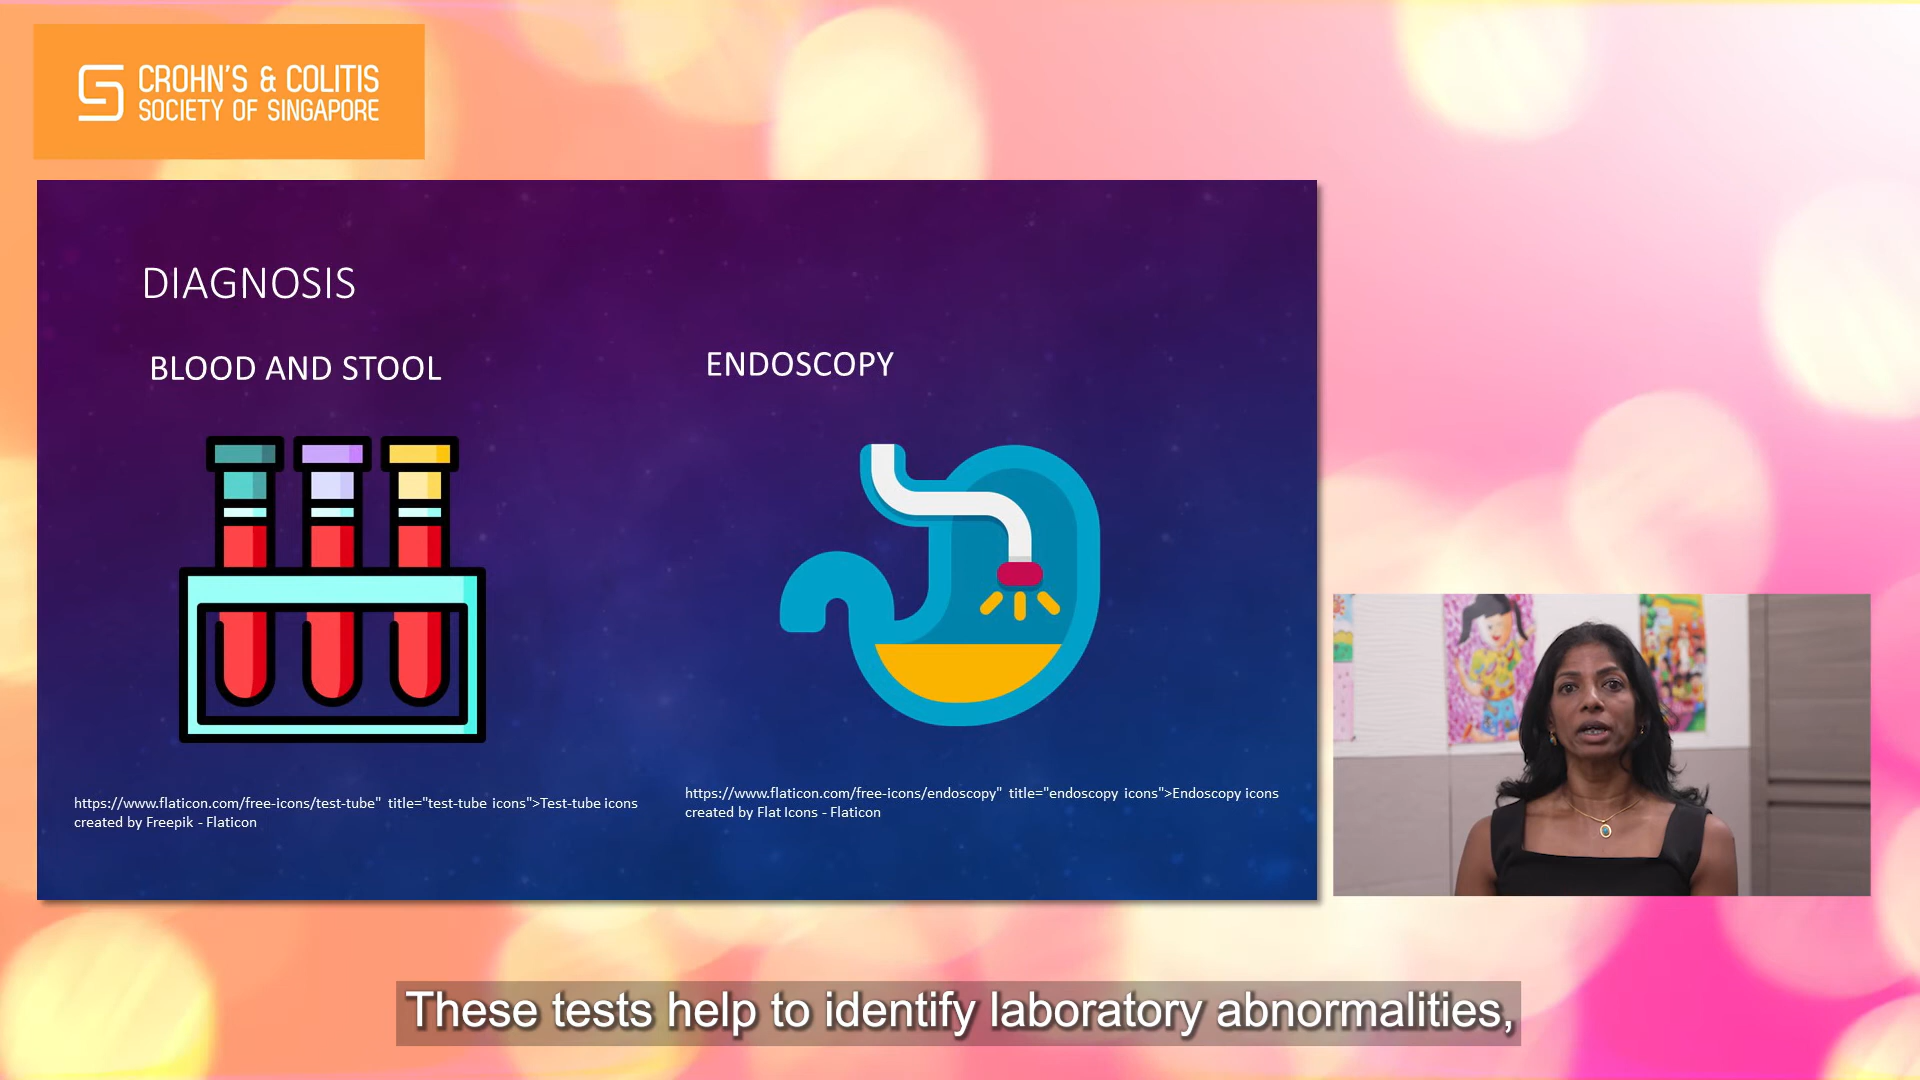 CROHN'S & COLITIS
SOCIETY OF SINGAPORE
DIAGNOSIS
BLOOD AND STOOL
ENDOSCOPY
https://www.flaticon.com/free-icons/test-tube" title="test-tube icons">Test-tube icons
created by Freepik - Flaticon
https://www.flaticon.com/free-icons/endoscopy" title="endoscopy icons">Endoscopy icons
created by Flat Icons - Flaticon
These tests help to identify laboratory abnormalities,